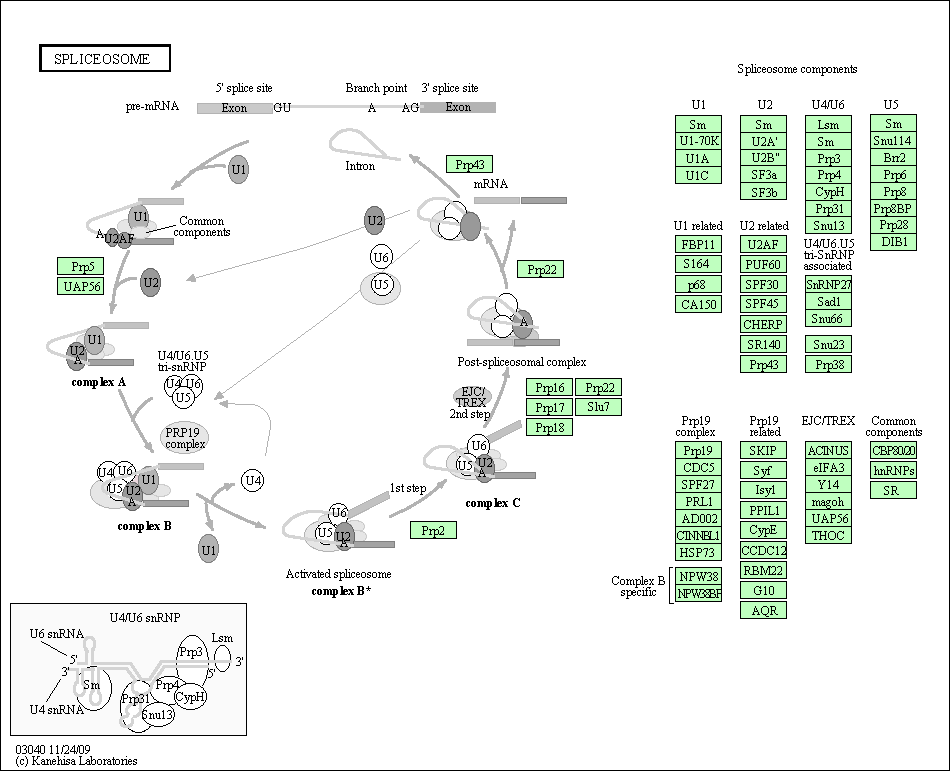 SPLICEOSOME
5' splice site
Branch point
3' splice site
pre-mRNA
Exon
GU
A
AG
Exon
U1
Intron
Prp43
mRNA
U1
A
U2AF
Common
components
U2
U6
U5
Prp5
UAP56
U2
Prp22
U1
U2
A
complex A
U4/U6.U5
tri-snRNP
U4
U6
U5
A
Post-spliceosomal complex
EJC/
TREX
2nd step
Prp16
Prp22
Prp17
Slu7
Prp18
PRP19
complex
U4
U6
U5
U1
U2
A
complex B
U4
U1
1st step
U6
U5
U2
A
complex C
U6
U5
U2
A
Prp2
Activated spliceosome
complex B*
U4/U6 snRNP
U6 snRNA
5'
3'
U4 snRNA
Sm
Prp3
Lsm
3'
5'
Prp4
Prp31
CypH
Snu13
03040 11/24/09
(c) Kanehisa Laboratories
Spliceosome components
U1
Sm
U1-70K
U1A
U1C
U2
Sm
U2A'
U2B"
SF3a
SF3b
U4/U6
Lsm
Sm
Prp3
Prp4
CypH
Prp31
Snu13
U5
Sm
Snu114
Brr2
Prp6
Prp8
Prp8BP
Prp28
DIB1
U1 related
FBP11
S164
p68
CA150
U2 related
U2AF
PUF60
SPF30
SPF45
CHERP
SR140
Prp43
U4/U6.U5
tri-SnRNP
associated
SnRNP27
Sad1
Snu66
Snu23
Prp38
Prp19
complex
Prp19
CDC5
SPF27
PRL1
AD002
CTNNBL1
HSP73
Complex B
specific
NPW38
NPW38BP
Prp19
related
SKIP
Syf
Isy1
PPIL1
CypE
CCDC12
RBM22
G10
AQR
EJC/TREX
ACINUS
eIFA3
Y14
magoh
UAP56
THOC
Common
components
CBP80/20
hnRNPs
SR